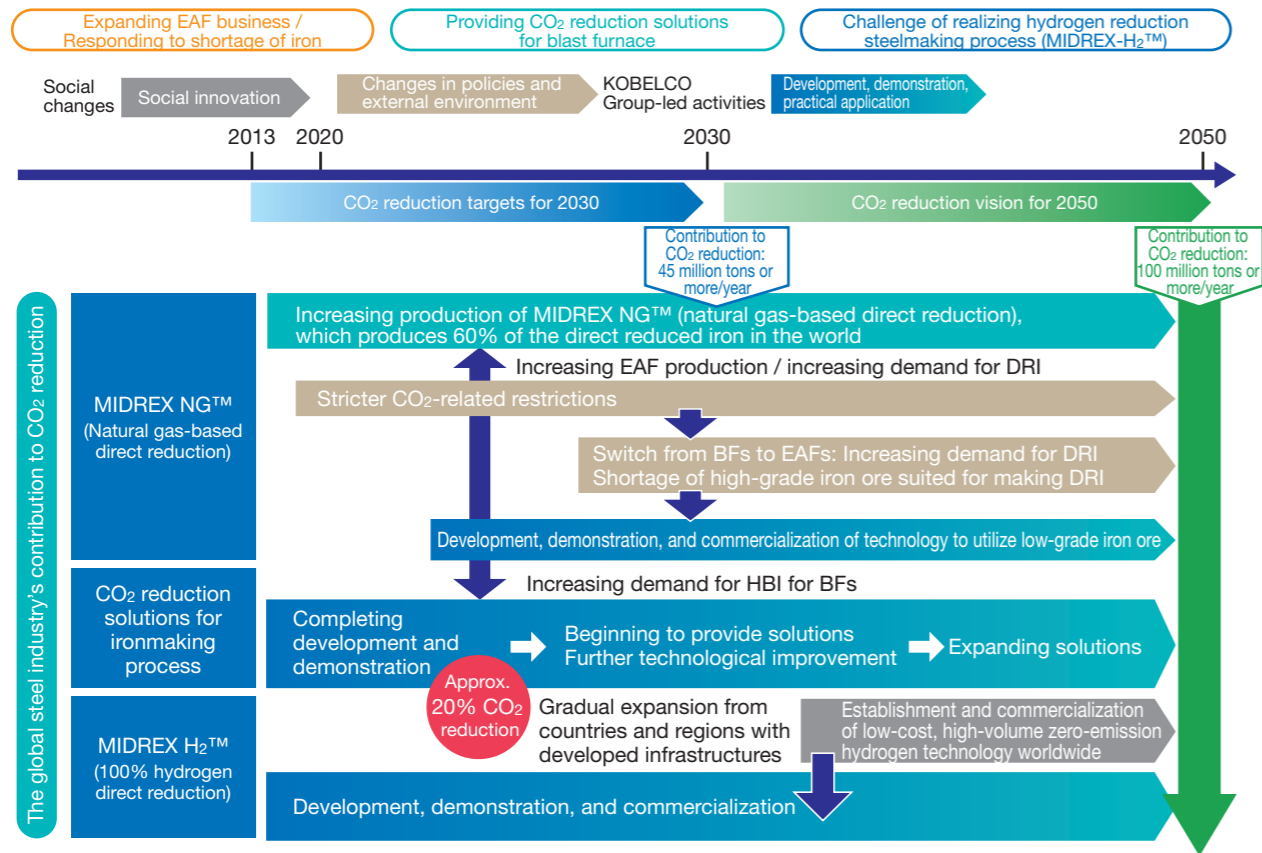 Expanding EAF business /
Responding to shortage of iron
Providing CO₂ reduction solutions
for blast furnace
Challenge of realizing hydrogen reduction
steelmaking process (MIDREX-H₂™)
Social
changes
Social innovation
Changes in policies and
external environment
KOBELCO
Group-led activities
Development, demonstration,
practical application
2013
2020
2030
2050
CO₂ reduction targets for 2030
CO₂ reduction vision for 2050
Contribution to
CO₂ reduction:
45 million tons or
more/year
Contribution to
CO₂ reduction:
100 million tons or
more/year
The global steel industry's contribution to CO₂ reduction
MIDREX NG™
(Natural gas-based
direct reduction)
Increasing production of MIDREX NG™ (natural gas-based direct reduction),
which produces 60% of the direct reduced iron in the world
Increasing EAF production / increasing demand for DRI
Stricter CO₂-related restrictions
Switch from BFs to EAFs: Increasing demand for DRI
Shortage of high-grade iron ore suited for making DRI
Development, demonstration, and commercialization of technology to utilize low-grade iron ore
Increasing demand for HBI for BFs
CO₂ reduction
solutions for
ironmaking
process
Completing
development and
demonstration
Beginning to provide solutions
Further technological improvement
Expanding solutions
Approx.
20% CO₂
reduction
MIDREX H₂™
(100% hydrogen
direct reduction)
Gradual expansion from
countries and regions with
developed infrastructures
Establishment and commercialization
of low-cost, high-volume zero-emission
hydrogen technology worldwide
Development, demonstration, and commercialization